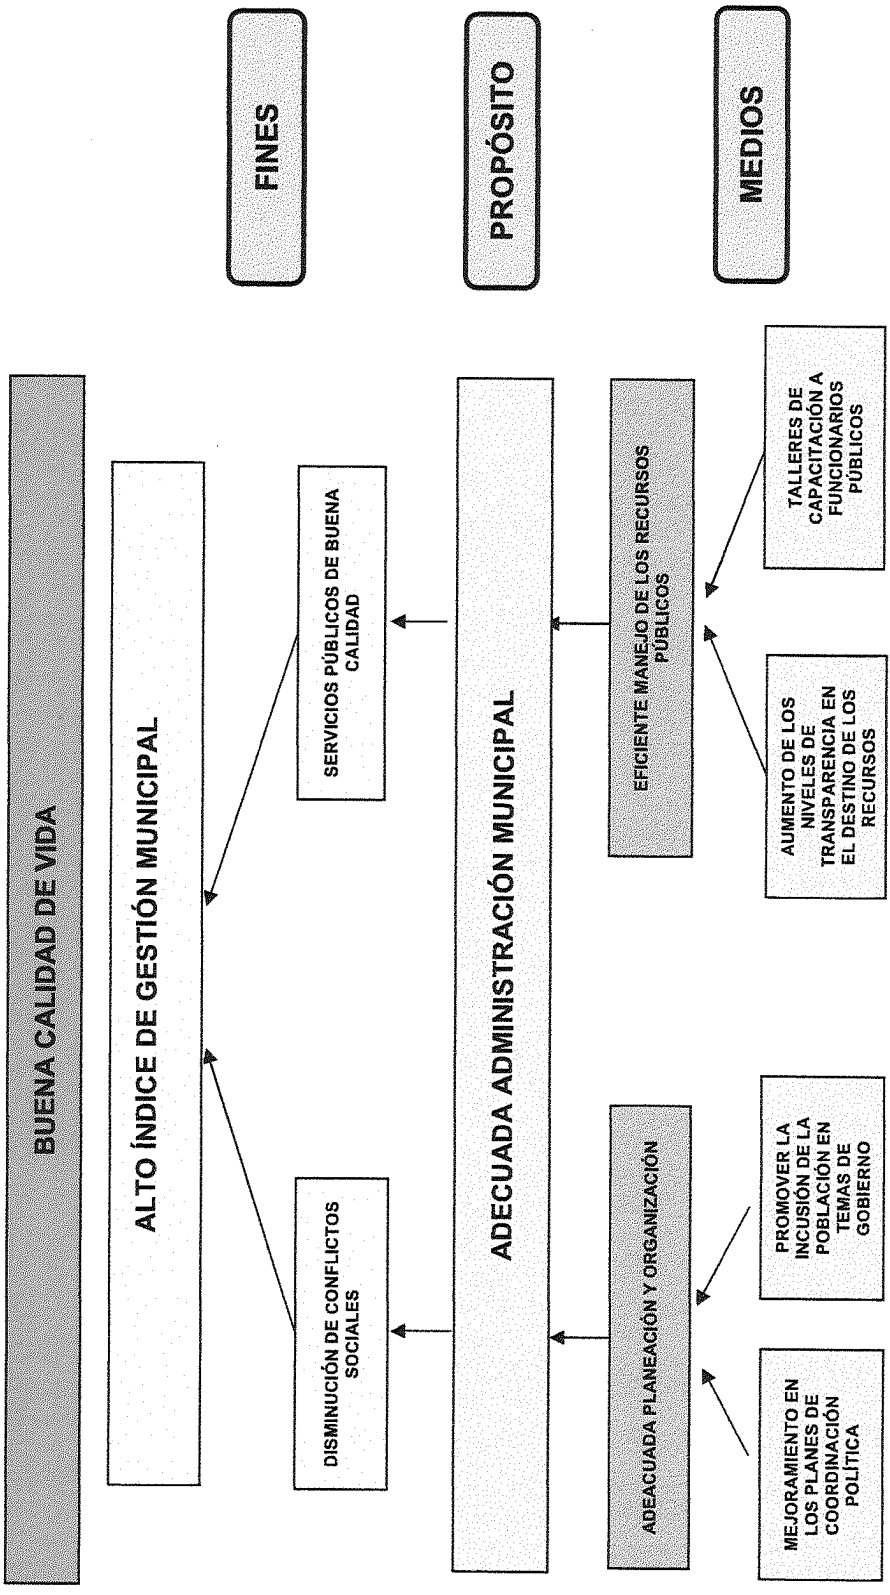 BUENA CALIDAD DE VIDA
ALTO ÍNDICE DE GESTIÓN MUNICIPAL
FINES
DISMINUCIÓN DE CONFLICTOS
SOCIALES
SERVICIOS PÚBLICOS DE BUENA
CALIDAD
ADECUADA ADMINISTRACIÓN MUNICIPAL
PROPÓSITO
ADEACUADA PLANEACIÓN Y ORGANIZACIÓN
EFICIENTE MANEJO DE LOS RECURSOS
PÚBLICOS
MEDIOS
MEJORAMIENTO EN
LOS PLANES DE
COORDINACIÓN
POLÍTICA
PROMOVER LA
INCUSIÓN DE LA
POBLACIÓN EN
TEMAS DE
GOBIERNO
AUMENTO DE LOS
NIVELES DE
TRANSPARENCIA EN
EL DESTINO DE LOS
RECURSOS
TALLERES DE
CAPACITACIÓN A
FUNCIONARIOS
PÚBLICOS